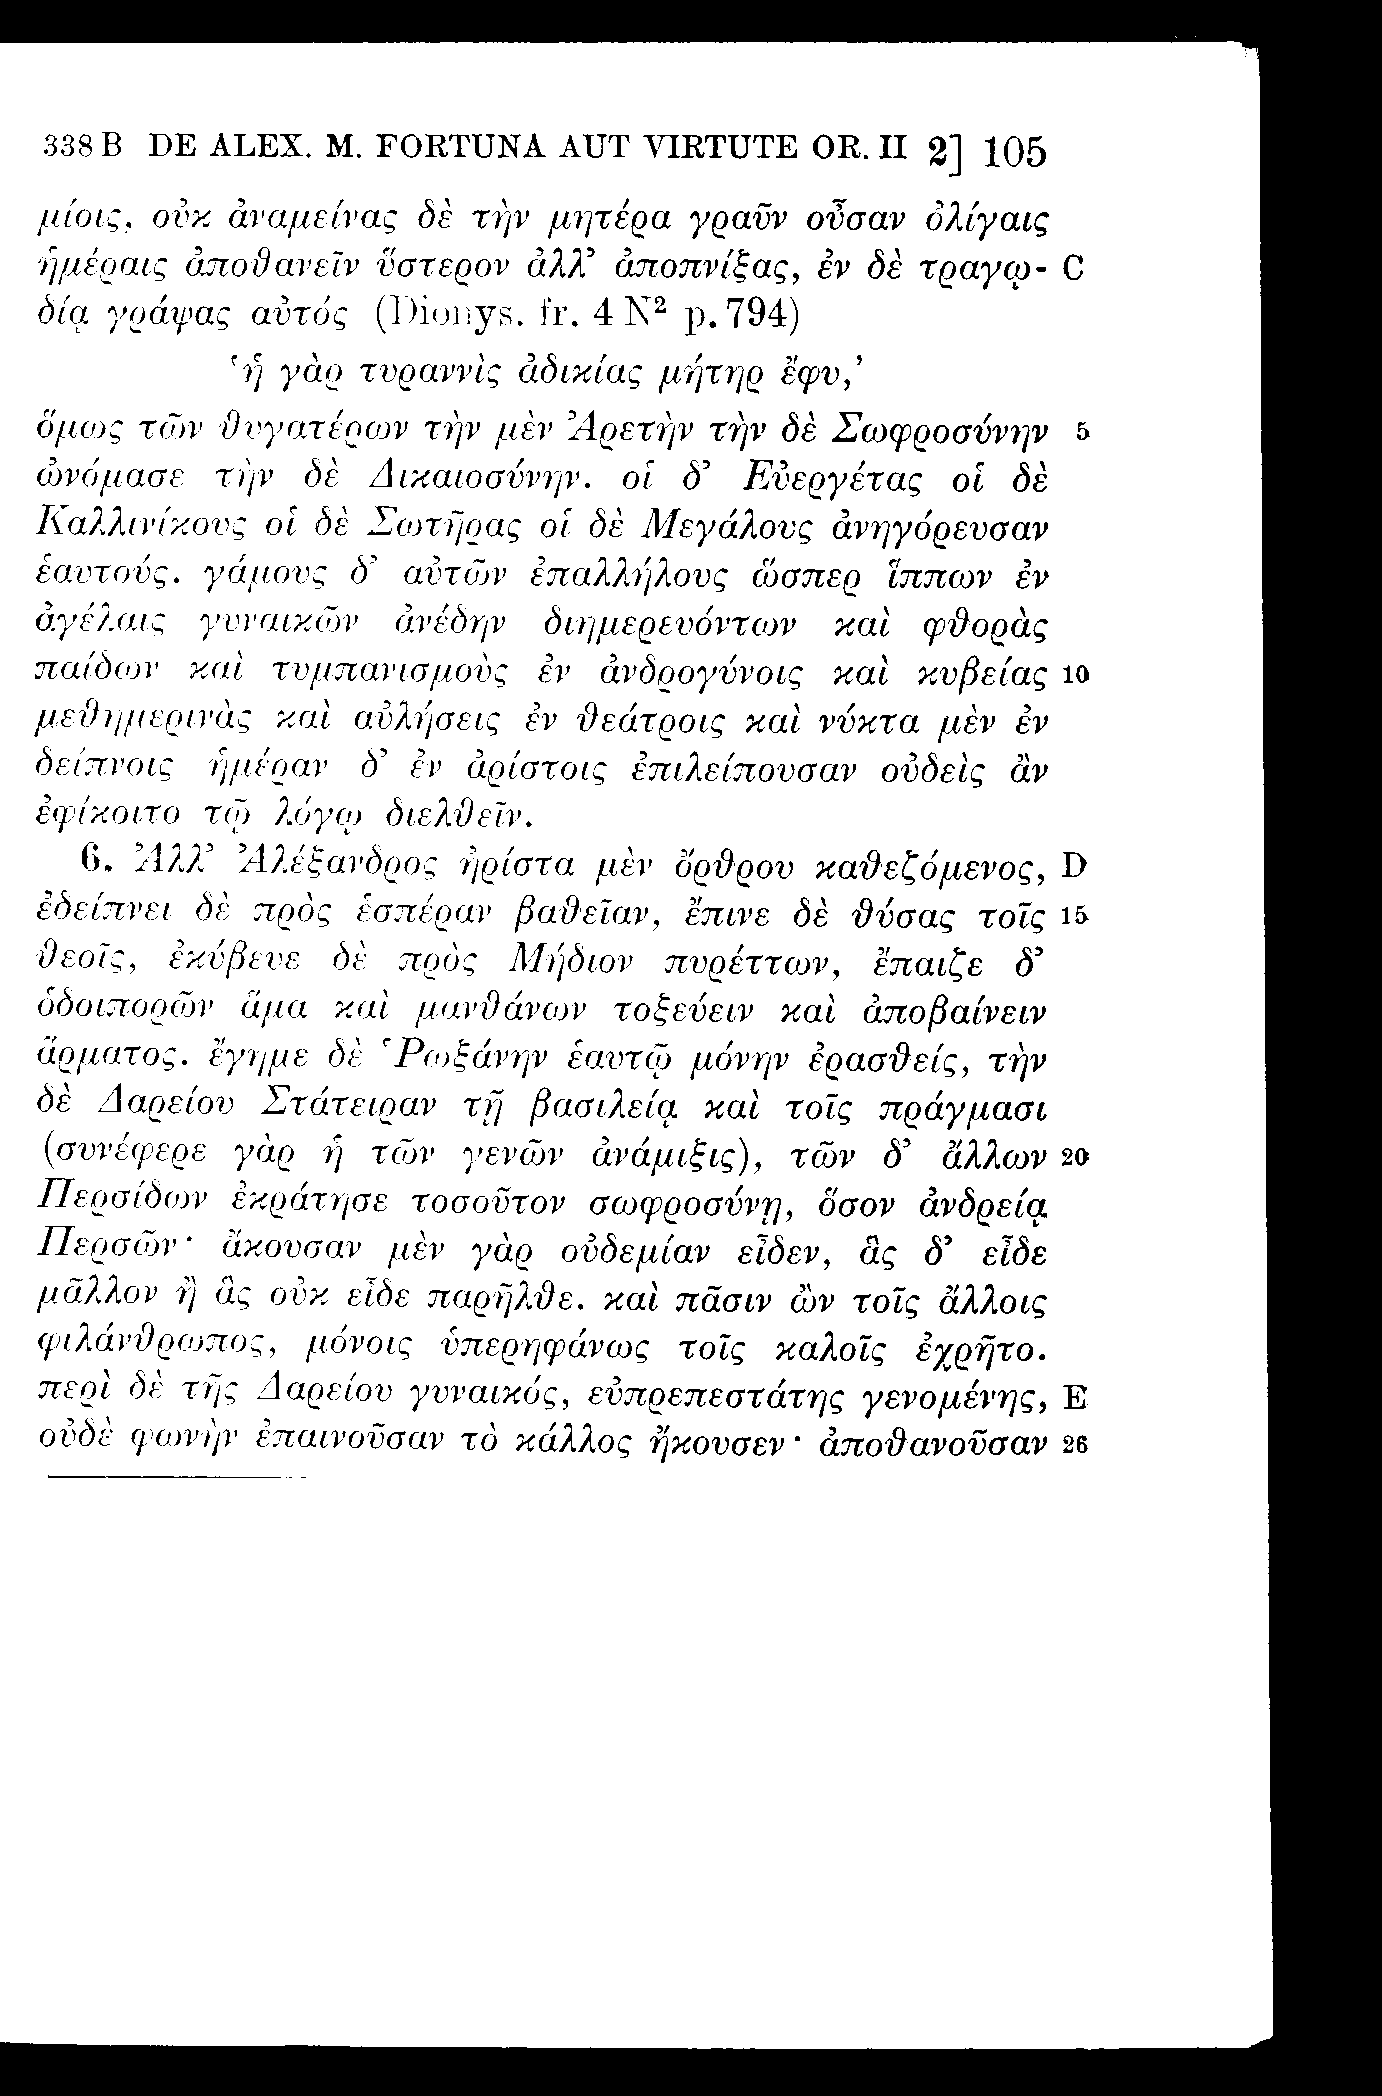 338 B DE ALEX. M. FORTUNA AUT VIRTUTE OR. II 2] 105
μίοις, οὐκ ἀναμείνας δὲ τὴν μητέρα γραῦν οὖσαν ὀλίγαις
ἡμέραις ἀποθανεῖν ὕστερον ἀλλ’ ἀποπνίξας, ἐν δὲ τραγῳ- C
δίᾳ γράψας αὐτός (Dionys. fr. 4 N² p. 794)
‘ἡ γὰρ τυραννὶς ἀδικίας μήτηρ ἔφυ,’
ὅμως τῶν θυγατέρων τὴν μὲν Ἀρετὴν τὴν δὲ Σωφροσύνην 5
ὠνόμασε τὴν δὲ Δικαιοσύνην. οἱ δ’ Εὐεργέτας οἱ δὲ
Καλλινίκους οἱ δὲ Σωτῆρας οἱ δὲ Μεγάλους ἀνηγόρευσαν
ἑαυτούς. γάμους δ’ αὐτῶν ἐπαλλήλους ὥσπερ ἵππων ἐν
ἀγέλαις γυναικῶν ἀνέδην διημερευόντων καὶ φθορὰς
παίδων καὶ τυμπανισμοὺς ἐν ἀνδρογύνοις καὶ κυβείας 10
μεθημερινὰς καὶ αὐλήσεις ἐν θεάτροις καὶ νύκτα μὲν ἐν
δείπνοις ἡμέραν δ’ ἐν ἀρίστοις ἐπιλείπουσαν οὐδεὶς ἂν
ἐφίκοιτο τῷ λόγῳ διελθεῖν.
6. Ἀλλ’ Ἀλέξανδρος ἠρίστα μὲν ὄρθρου καθεζόμενος, D
ἐδείπνει δὲ πρὸς ἑσπέραν βαθεῖαν, ἔπινε δὲ θύσας τοῖς 15
θεοῖς, ἐκύβευε δὲ πρὸς Μήδιον πυρέττων, ἔπαιζε δ’
ὁδοιπορῶν ἅμα καὶ μανθάνων τοξεύειν καὶ ἀποβαίνειν
ἅρματος. ἔγημε δὲ Ῥωξάνην ἑαυτῷ μόνην ἐρασθείς, τὴν
δὲ Δαρείου Στάτειραν τῇ βασιλείᾳ καὶ τοῖς πράγμασι
(συνέφερε γὰρ ἡ τῶν γενῶν ἀνάμιξις), τῶν δ’ ἄλλων 20
Περσίδων ἐκράτησε τοσοῦτον σωφροσύνῃ, ὅσον ἀνδρείᾳ
Περσῶν· ἄκουσαν μὲν γὰρ οὐδεμίαν εἶδεν, ἃς δ’ εἶδε
μᾶλλον ἢ ἃς οὐκ εἶδε παρῆλθε. καὶ πᾶσιν ὢν τοῖς ἄλλοις
φιλάνθρωπος, μόνοις ὑπερηφάνως τοῖς καλοῖς ἐχρῆτο.
περὶ δὲ τῆς Δαρείου γυναικός, εὐπρεπεστάτης γενομένης, E
οὐδὲ φωνὴν ἐπαινοῦσαν τὸ κάλλος ἤκουσεν· ἀποθανοῦσαν 26